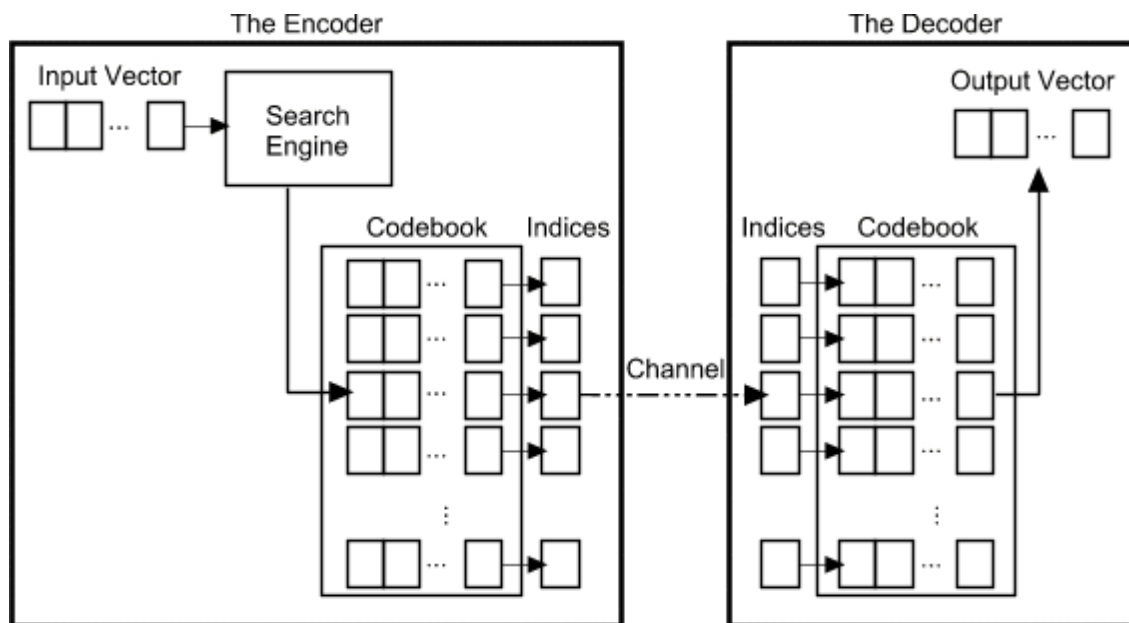 The Encoder
The Decoder
Input Vector
Search
Engine
Output Vector
Codebook
Indices
Indices
Codebook
Channel